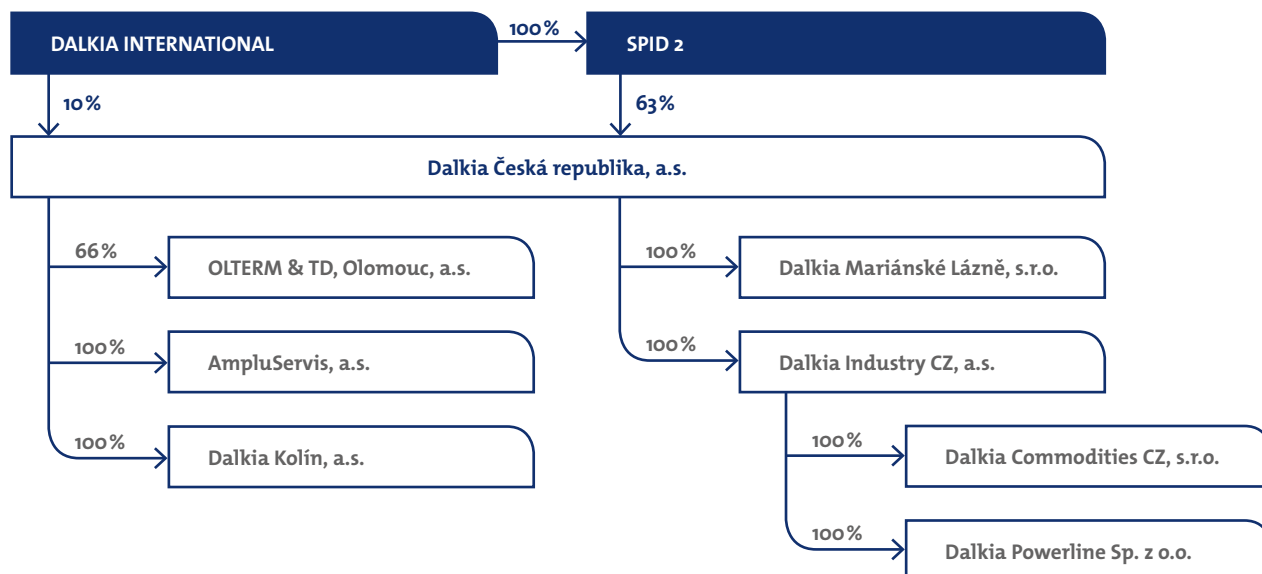 DALKIA INTERNATIONAL
100%
SPID 2
10%
63%
Dalkia Česká republika, a.s.
66%
OLTERM & TD, Olomouc, a.s.
100%
Dalkia Mariánské Lázně, s.r.o.
100%
AmpluServis, a.s.
100%
Dalkia Industry CZ, a.s.
100%
Dalkia Kolín, a.s.
100%
Dalkia Commodities CZ, s.r.o.
100%
Dalkia Powerline Sp. z o.o.